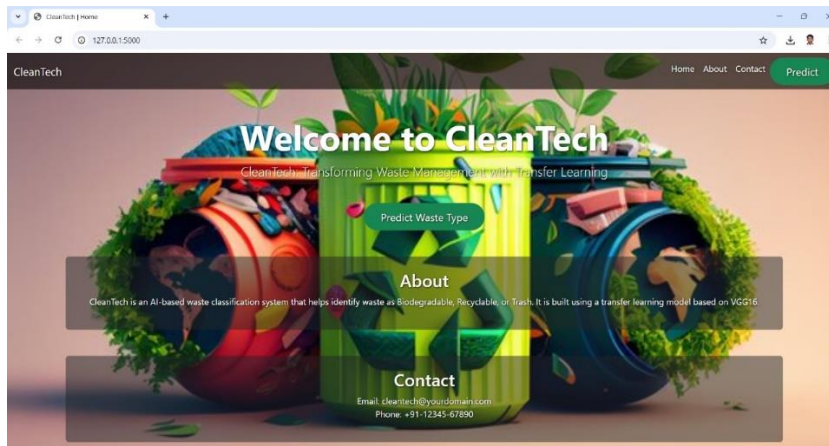 CleanTech | Home
127.0.0.1:5000
CleanTech
Home About Contact Predict
Welcome to CleanTech
CleanTech: Transforming Waste Management with Transfer Learning
Predict Waste Type
About
CleanTech is an AI-based waste classification system that helps identify waste as Biodegradable, Recyclable, or Trash. It is built using a transfer learning model based on VGG16.
Contact
Email: cleantech@yourdomain.com
Phone: +91-12345-67890